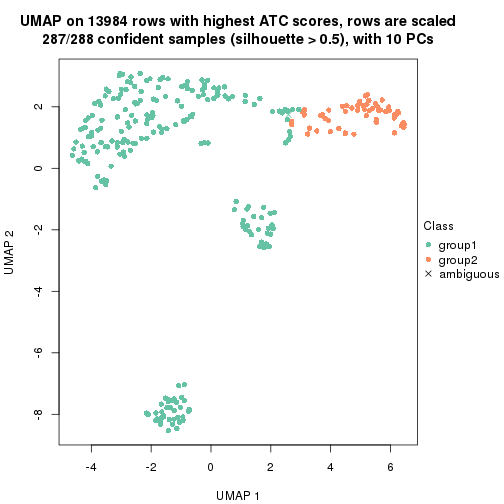 UMAP on 13984 rows with highest ATC scores, rows are scaled
287/288 confident samples (silhouette > 0.5), with 10 PCs
2
0
-2
-4
-6
-8
UMAP 2
Class
group1
group2
ambiguous
-4
-2
0
2
4
6
UMAP 1